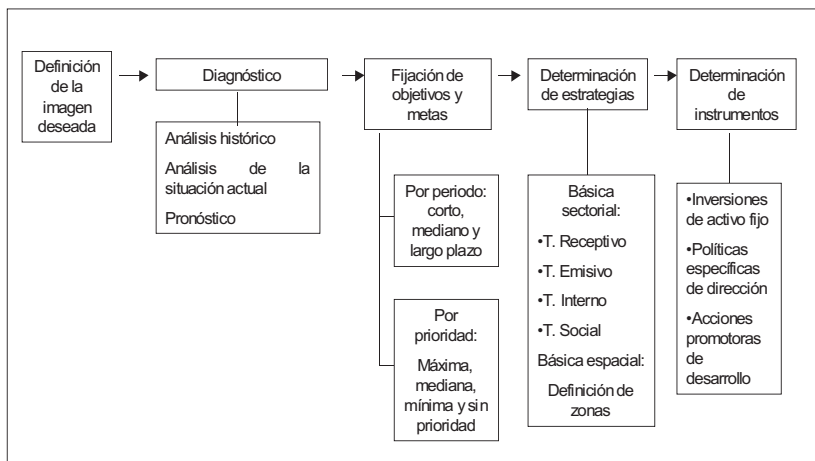 Definición
de la
imagen
deseada
Diagnóstico
Análisis histórico
Análisis de la
situación actual
Pronóstico
Fijación de
objetivos y
metas
Por periodo:
corto,
mediano y
largo plazo
Por
prioridad:
Máxima,
mediana,
mínima y sin
prioridad
Determinación
de estrategias
Básica
sectorial:
•T. Receptivo
•T. Emisivo
•T. Interno
•T. Social
Básica espacial:
Definición de
zonas
Determinación
de
instrumentos
•Inversiones
de activo fijo
•Políticas
específicas
de dirección
•Acciones
promotoras
de
desarrollo